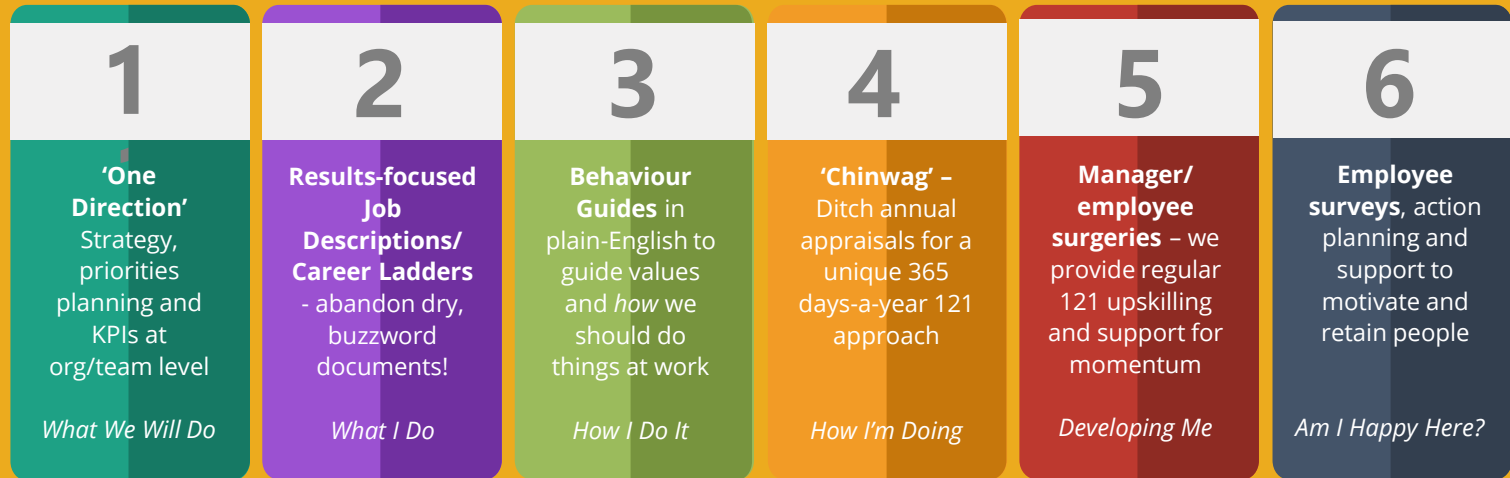 1
‘One
Direction’
Strategy,
priorities
planning and
KPIs at
org/team level
What We Will Do
2
Results-focused
Job
Descriptions/
Career Ladders
- abandon dry,
buzzword
documents!
What I Do
3
Behaviour
Guides in
plain-English to
guide values
and how we
should do
things at work
How I Do It
4
‘Chinwag’ –
Ditch annual
appraisals for a
unique 365
days-a-year 121
approach
How I’m Doing
5
Manager/
employee
surgeries – we
provide regular
121 upskilling
and support for
momentum
Developing Me
6
Employee
surveys, action
planning and
support to
motivate and
retain people
Am I Happy Here?